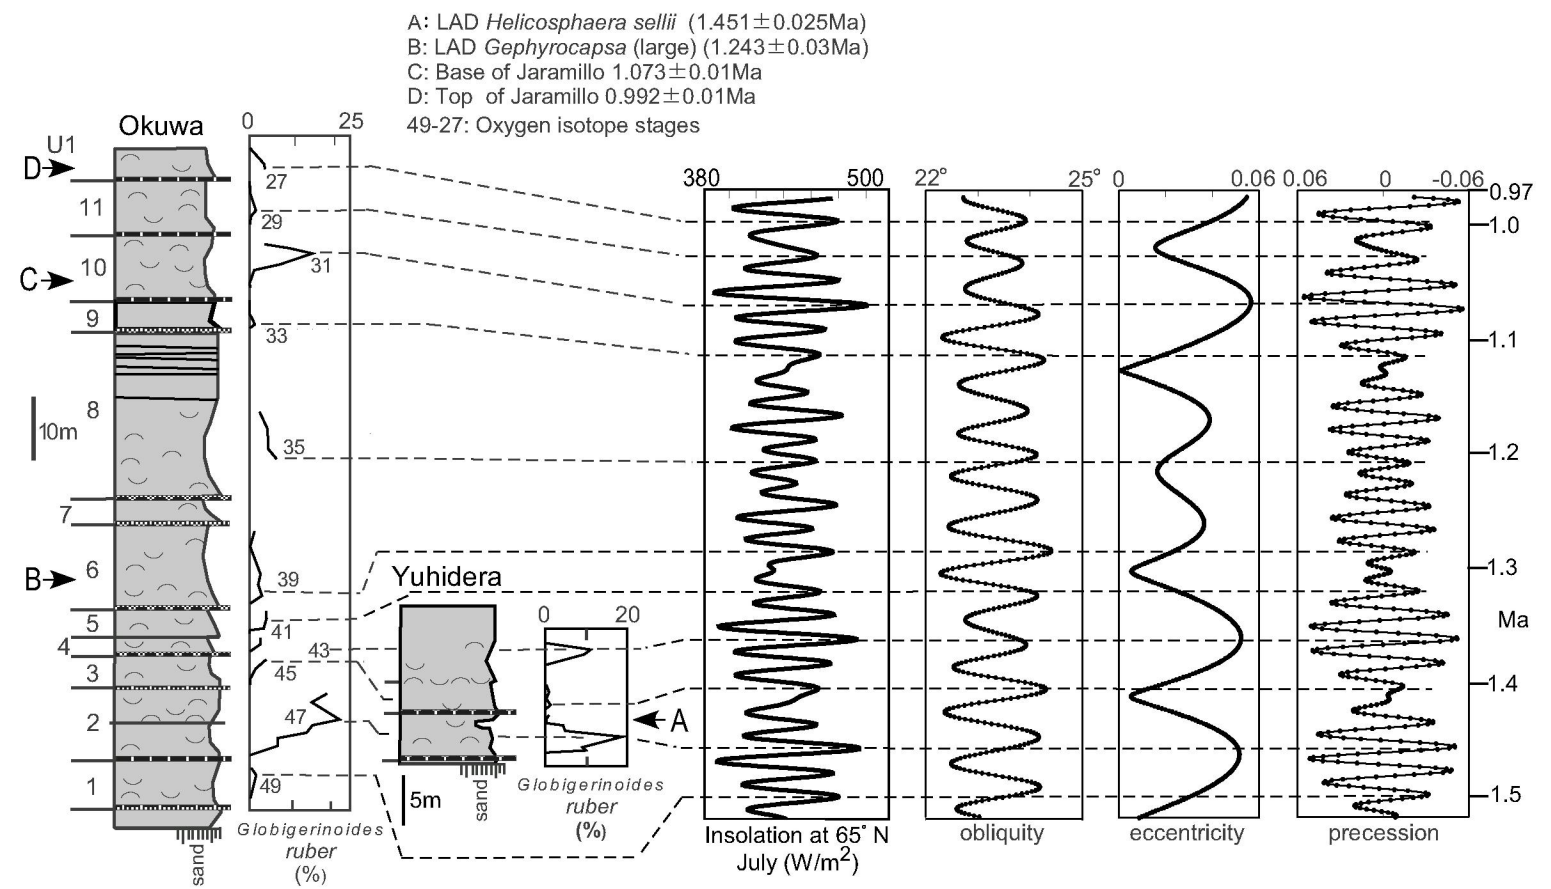 A: LAD Helicosphaera sellii (1.451±0.025Ma)
B: LAD Gephyrocapsa (large) (1.243±0.03Ma)
C: Base of Jaramillo 1.073±0.01Ma
D: Top of Jaramillo 0.992±0.01Ma
49-27: Oxygen isotope stages
Okuwa
0 25
U1
D
27
11
29
10
31
C
9
33
8
10m
35
7
6
B
39
5
41
4
43
3
45
2
47
1
49
sand
Globigerinoides
ruber
(%)
Yuhidera
0 20
A
5m
sand
Globigerinoides
ruber
(%)
380 500
22° 25°
0 0.06
0.06 0 -0.06
0.97
1.0
1.1
1.2
1.3
Ma
1.4
1.5
Insolation at 65° N
July (W/m²)
obliquity
eccentricity
precession